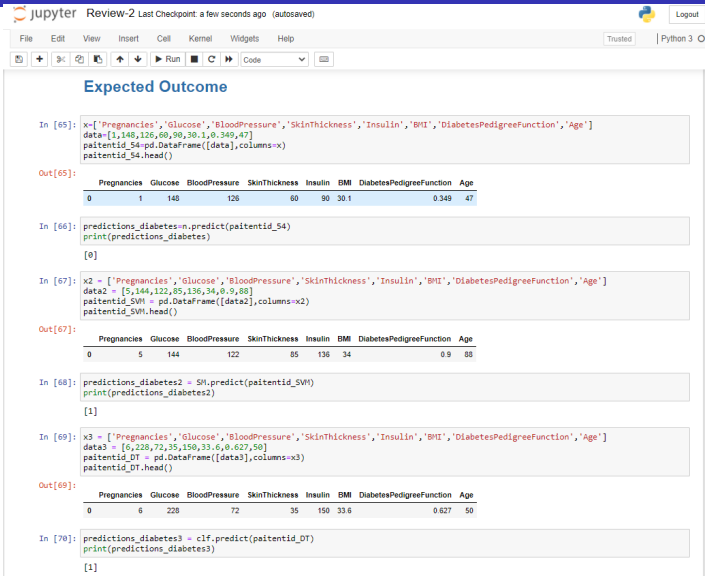 jupyter Review-2 Last Checkpoint: a few seconds ago (autosaved)
Logout
File Edit View Insert Cell Kernel Widgets Help
Trusted Python 3
Run Code
Expected Outcome
In [65]: x=['Pregnancies','Glucose','BloodPressure','SkinThickness','Insulin','BMI','DiabetesPedigreeFunction','Age']
data=[1,148,126,60,90,30.1,0.349,47]
paitentid_54=pd.DataFrame([data],columns=x)
paitentid_54.head()
Out[65]:
Pregnancies Glucose BloodPressure SkinThickness Insulin BMI DiabetesPedigreeFunction Age
0 1 148 126 60 90 30.1 0.349 47
In [66]: predictions_diabetes=n.predict(paitentid_54)
print(predictions_diabetes)
[0]
In [67]: x2 = ['Pregnancies','Glucose','BloodPressure','SkinThickness','Insulin','BMI','DiabetesPedigreeFunction','Age']
data2 = [5,144,122,85,136,34,0.9,88]
paitentid_SVM = pd.DataFrame([data2],columns=x2)
paitentid_SVM.head()
Out[67]:
Pregnancies Glucose BloodPressure SkinThickness Insulin BMI DiabetesPedigreeFunction Age
0 5 144 122 85 136 34 0.9 88
In [68]: predictions_diabetes2 = SM.predict(paitentid_SVM)
print(predictions_diabetes2)
[1]
In [69]: x3 = ['Pregnancies','Glucose','BloodPressure','SkinThickness','Insulin','BMI','DiabetesPedigreeFunction','Age']
data3 = [6,228,72,35,150,33.6,0.627,50]
paitentid_DT = pd.DataFrame([data3],columns=x3)
paitentid_DT.head()
Out[69]:
Pregnancies Glucose BloodPressure SkinThickness Insulin BMI DiabetesPedigreeFunction Age
0 6 228 72 35 150 33.6 0.627 50
In [70]: predictions_diabetes3 = clf.predict(paitentid_DT)
print(predictions_diabetes3)
[1]